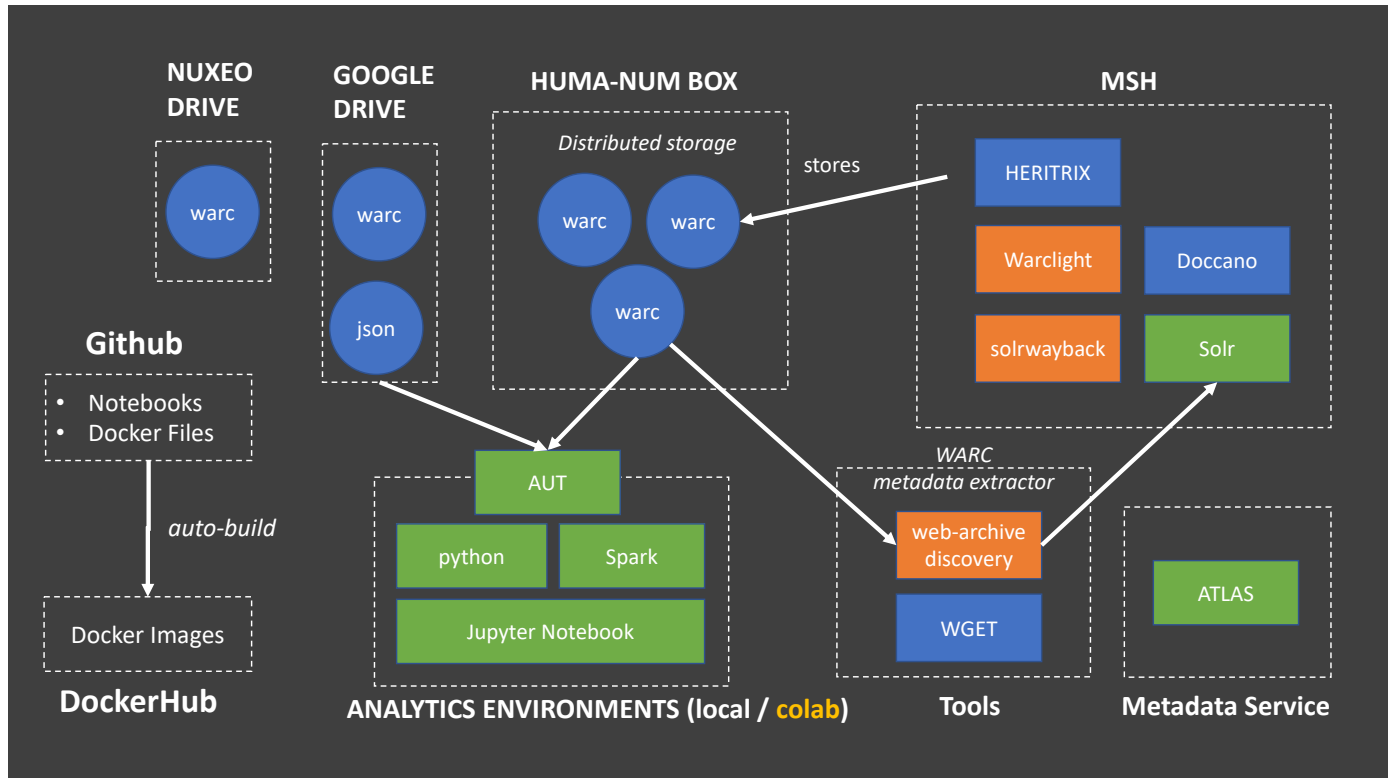 NUXEO
DRIVE
warc
GOOGLE
DRIVE
warc
json
HUMA-NUM BOX
Distributed storage
warc
warc
warc
stores
MSH
HERITRIX
Warclight
Doccano
solrwayback
Solr
Github
• Notebooks
• Docker Files
auto-build
Docker Images
DockerHub
AUT
python
Spark
Jupyter Notebook
ANALYTICS ENVIRONMENTS (local / colab)
WARC
metadata extractor
web-archive
discovery
WGET
Tools
ATLAS
Metadada Service